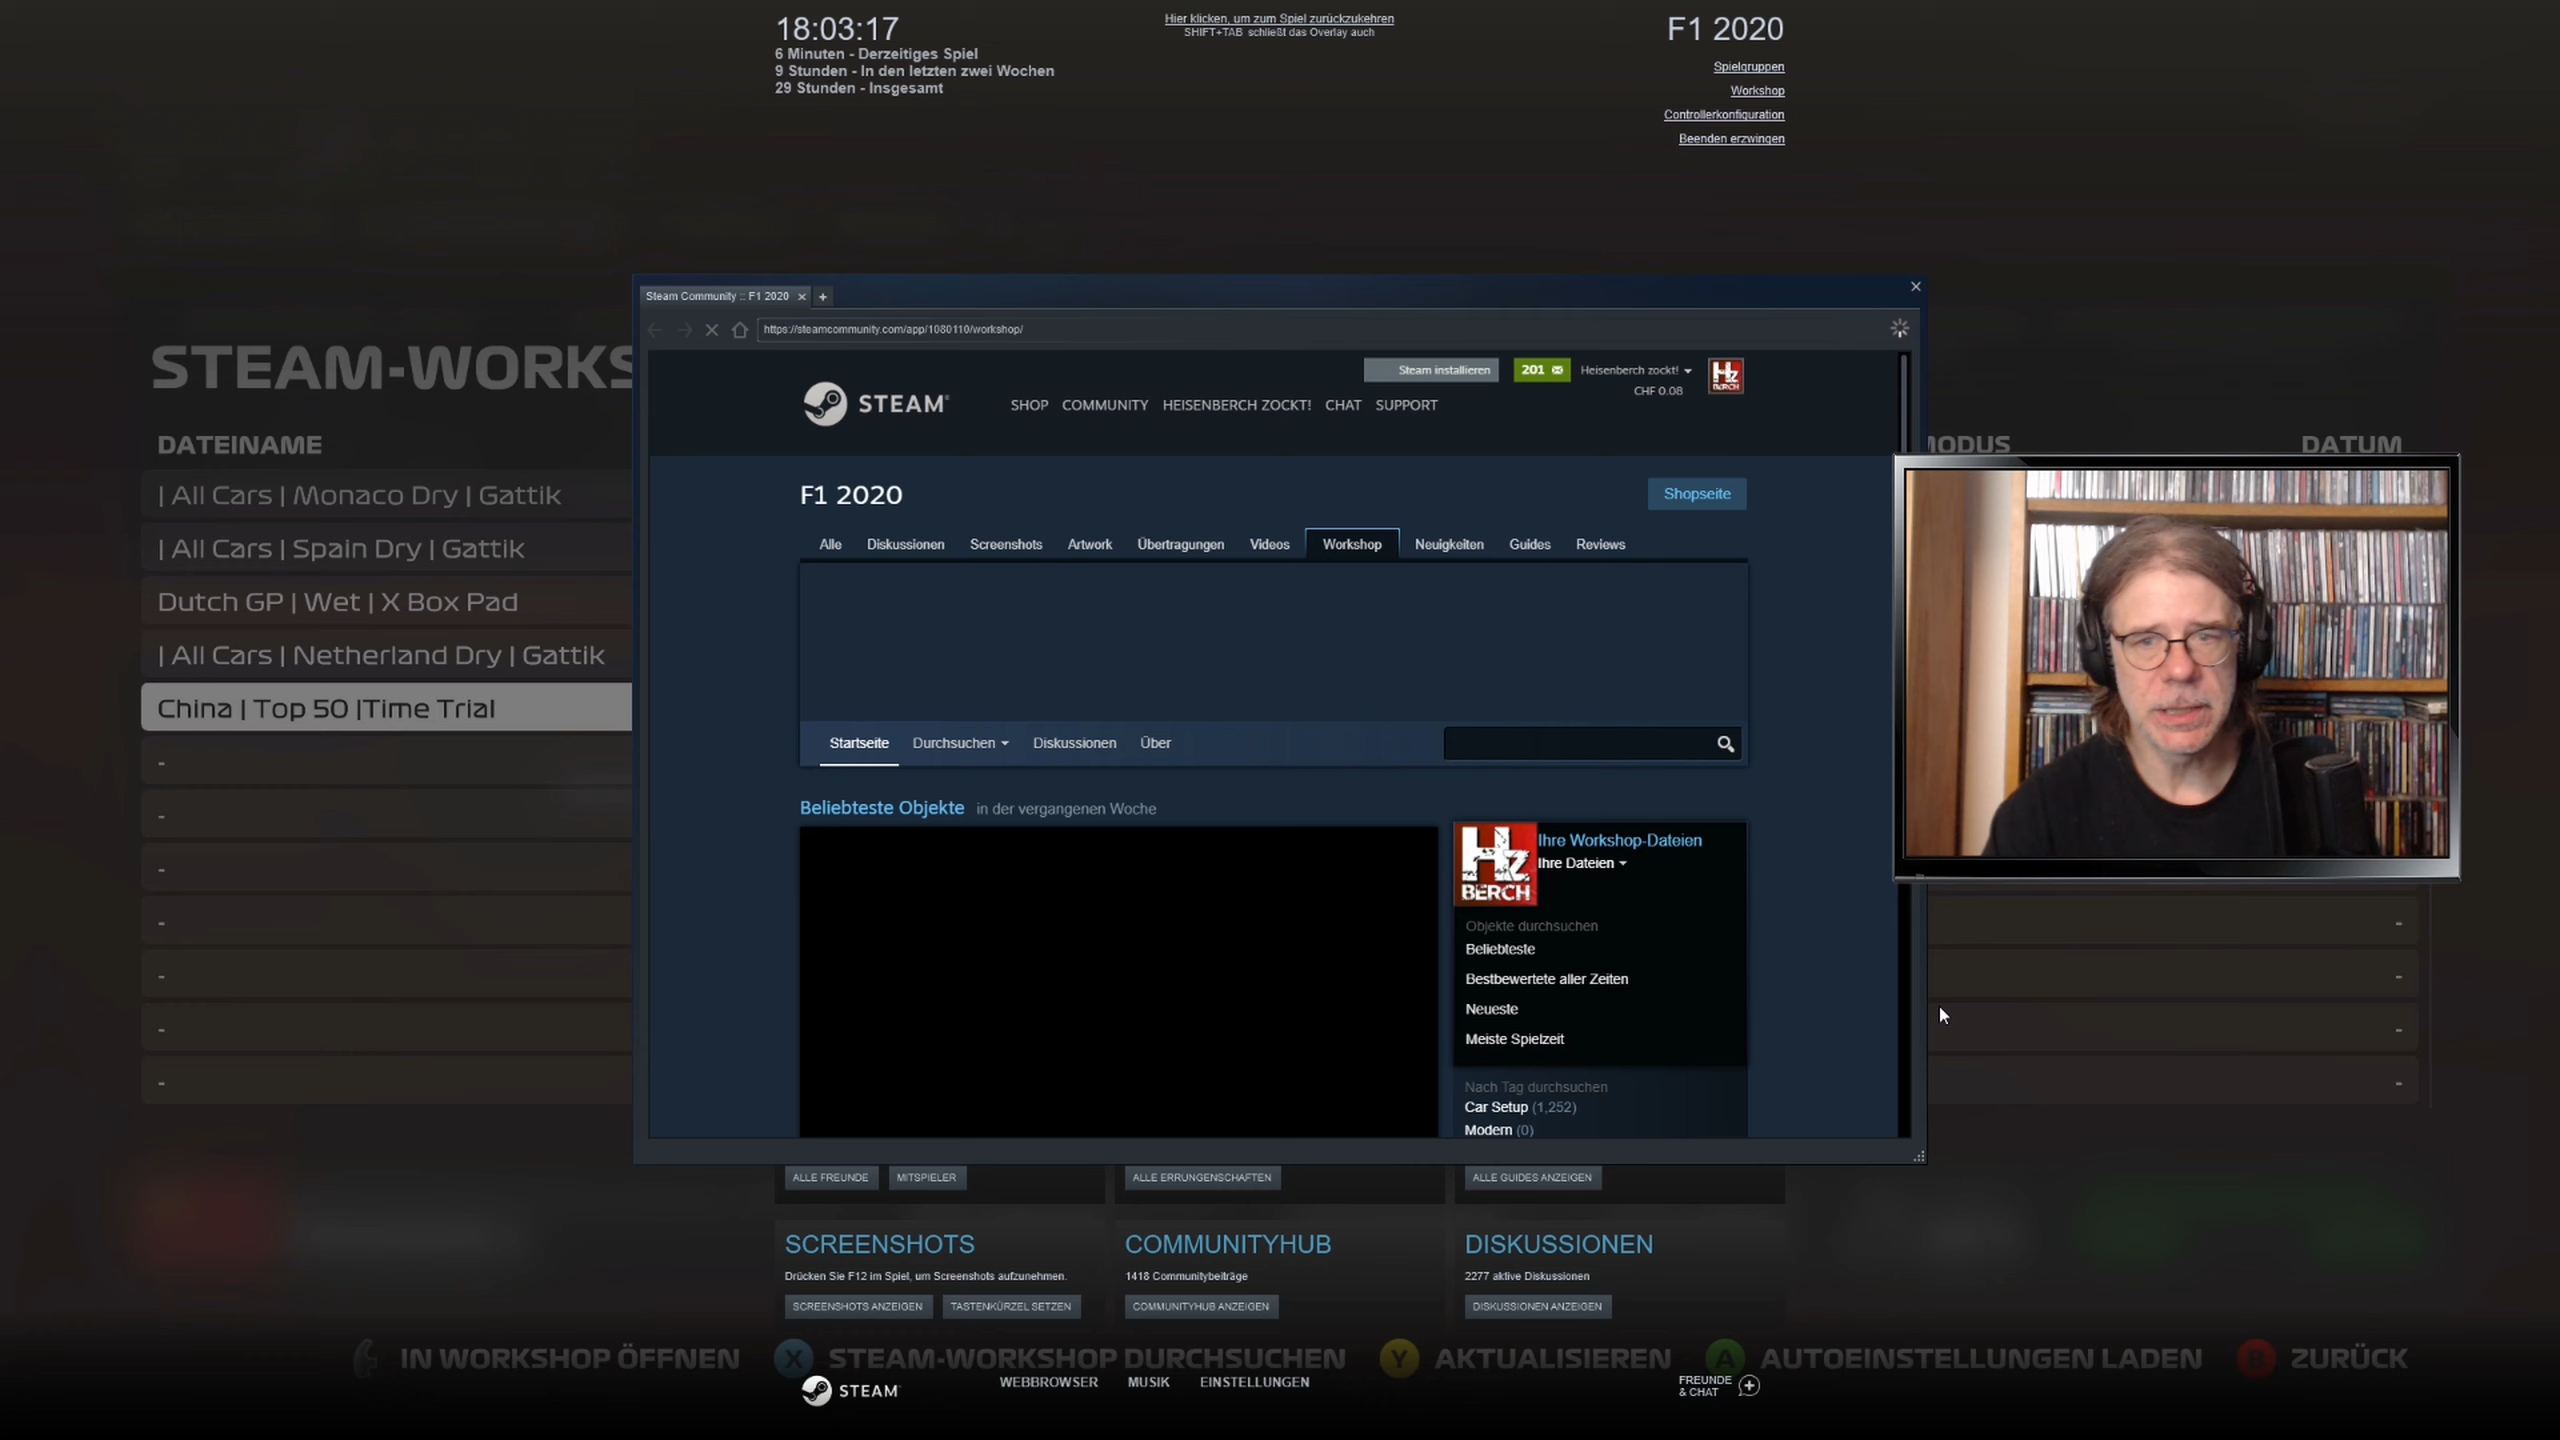 18:03:17
6 Minuten - Derzeitiges Spiel
9 Stunden - In den letzten zwei Wochen
29 Stunden - Insgesamt
Hier klicken, um zum Spiel zurückzukehren
SHIFT+TAB schließt das Overlay auch
F1 2020
Spielgruppen
Workshop
Controllerkonfiguration
Beenden erzwingen
STEAM-WORKS
DATEINAME
MODUS
DATUM
| All Cars | Monaco Dry | Gattik
| All Cars | Spain Dry | Gattik
Dutch GP | Wet | X Box Pad
| All Cars | Netherland Dry | Gattik
China | Top 50 |Time Trial
-
-
-
- -
- -
- -
- -
Steam Community :: F1 2020
https://steamcommunity.com/app/1080110/workshop/
Steam installieren
201
Heisenberch zockt!
CHF 0.08
Hz BERCH
STEAM
SHOP COMMUNITY HEISENBERCH ZOCKT! CHAT SUPPORT
F1 2020
Shopseite
Alle Diskussionen Screenshots Artwork Übertragungen Videos Workshop Neuigkeiten Guides Reviews
Startseite Durchsuchen Diskussionen Über
Beliebteste Objekte in der vergangenen Woche
Hz
BERCH
Ihre Workshop-Dateien
Ihre Dateien
Objekte durchsuchen
Beliebteste
Bestbewertete aller Zeiten
Neueste
Meiste Spielzeit
Nach Tag durchsuchen
Car Setup (1,252)
Modern (0)
ALLE FREUNDE MITSPIELER ALLE ERRUNGENSCHAFTEN ALLE GUIDES ANZEIGEN
SCREENSHOTS
Drücken Sie F12 im Spiel, um Screenshots aufzunehmen.
SCREENSHOTS ANZEIGEN TASTENKÜRZEL SETZEN
COMMUNITYHUB
1418 Communitybeiträge
COMMUNITYHUB ANZEIGEN
DISKUSSIONEN
2277 aktive Diskussionen
DISKUSSIONEN ANZEIGEN
IN WORKSHOP ÖFFNEN X STEAM-WORKSHOP DURCHSUCHEN Y AKTUALISIEREN A AUTOEINSTELLUNGEN LADEN B ZURÜCK
STEAM
WEBBROWSER MUSIK EINSTELLUNGEN
FREUNDE
& CHAT